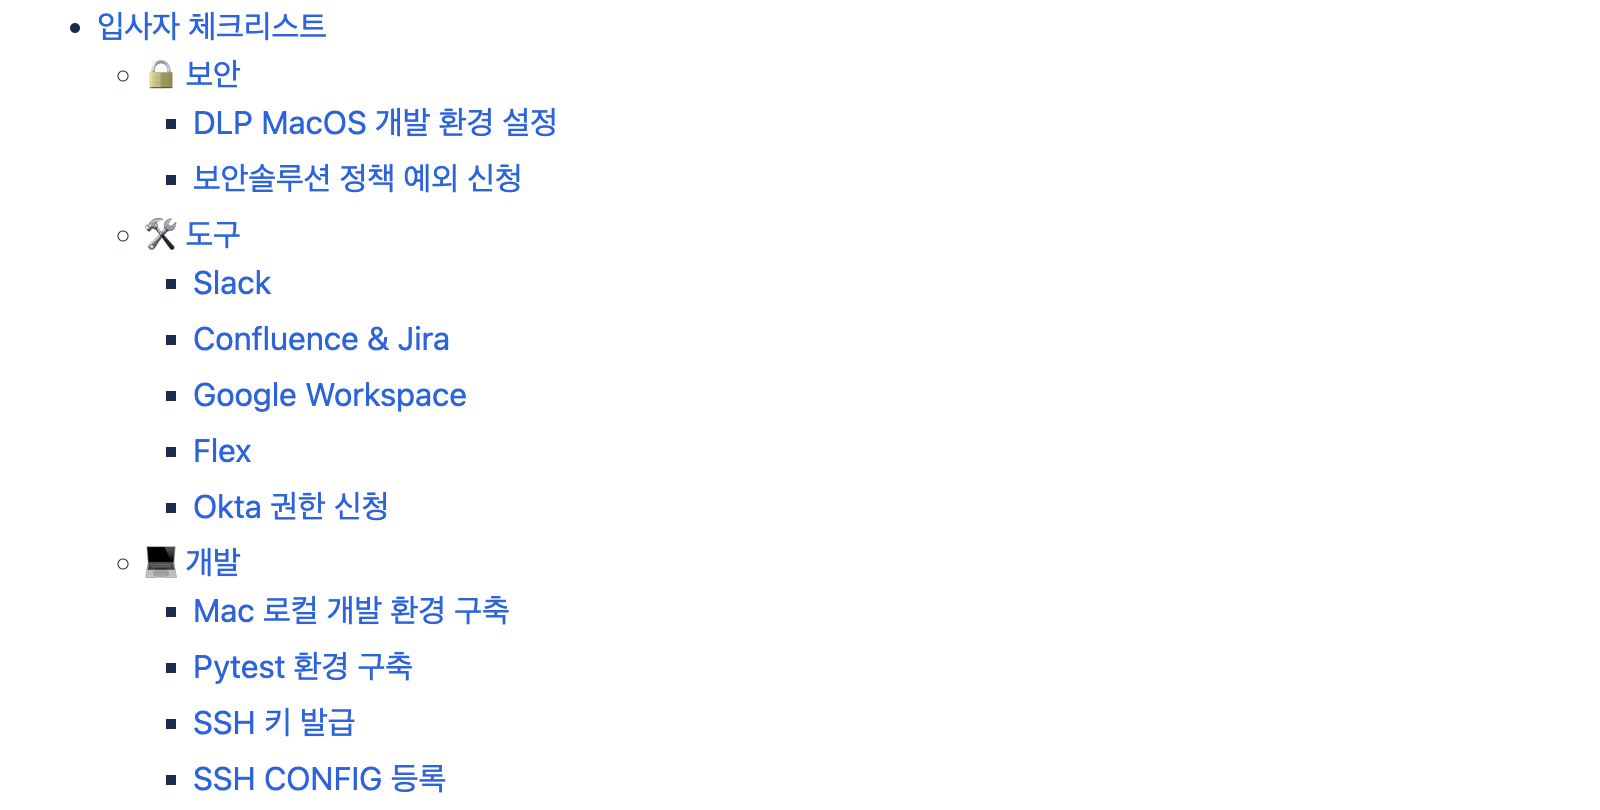 입사자 체크리스트
🔒 보안
DLP MacOS 개발 환경 설정
보안솔루션 정책 예외 신청
🛠 도구
Slack
Confluence & Jira
Google Workspace
Flex
Okta 권한 신청
💻 개발
Mac 로컬 개발 환경 구축
Pytest 환경 구축
SSH 키 발급
SSH CONFIG 등록